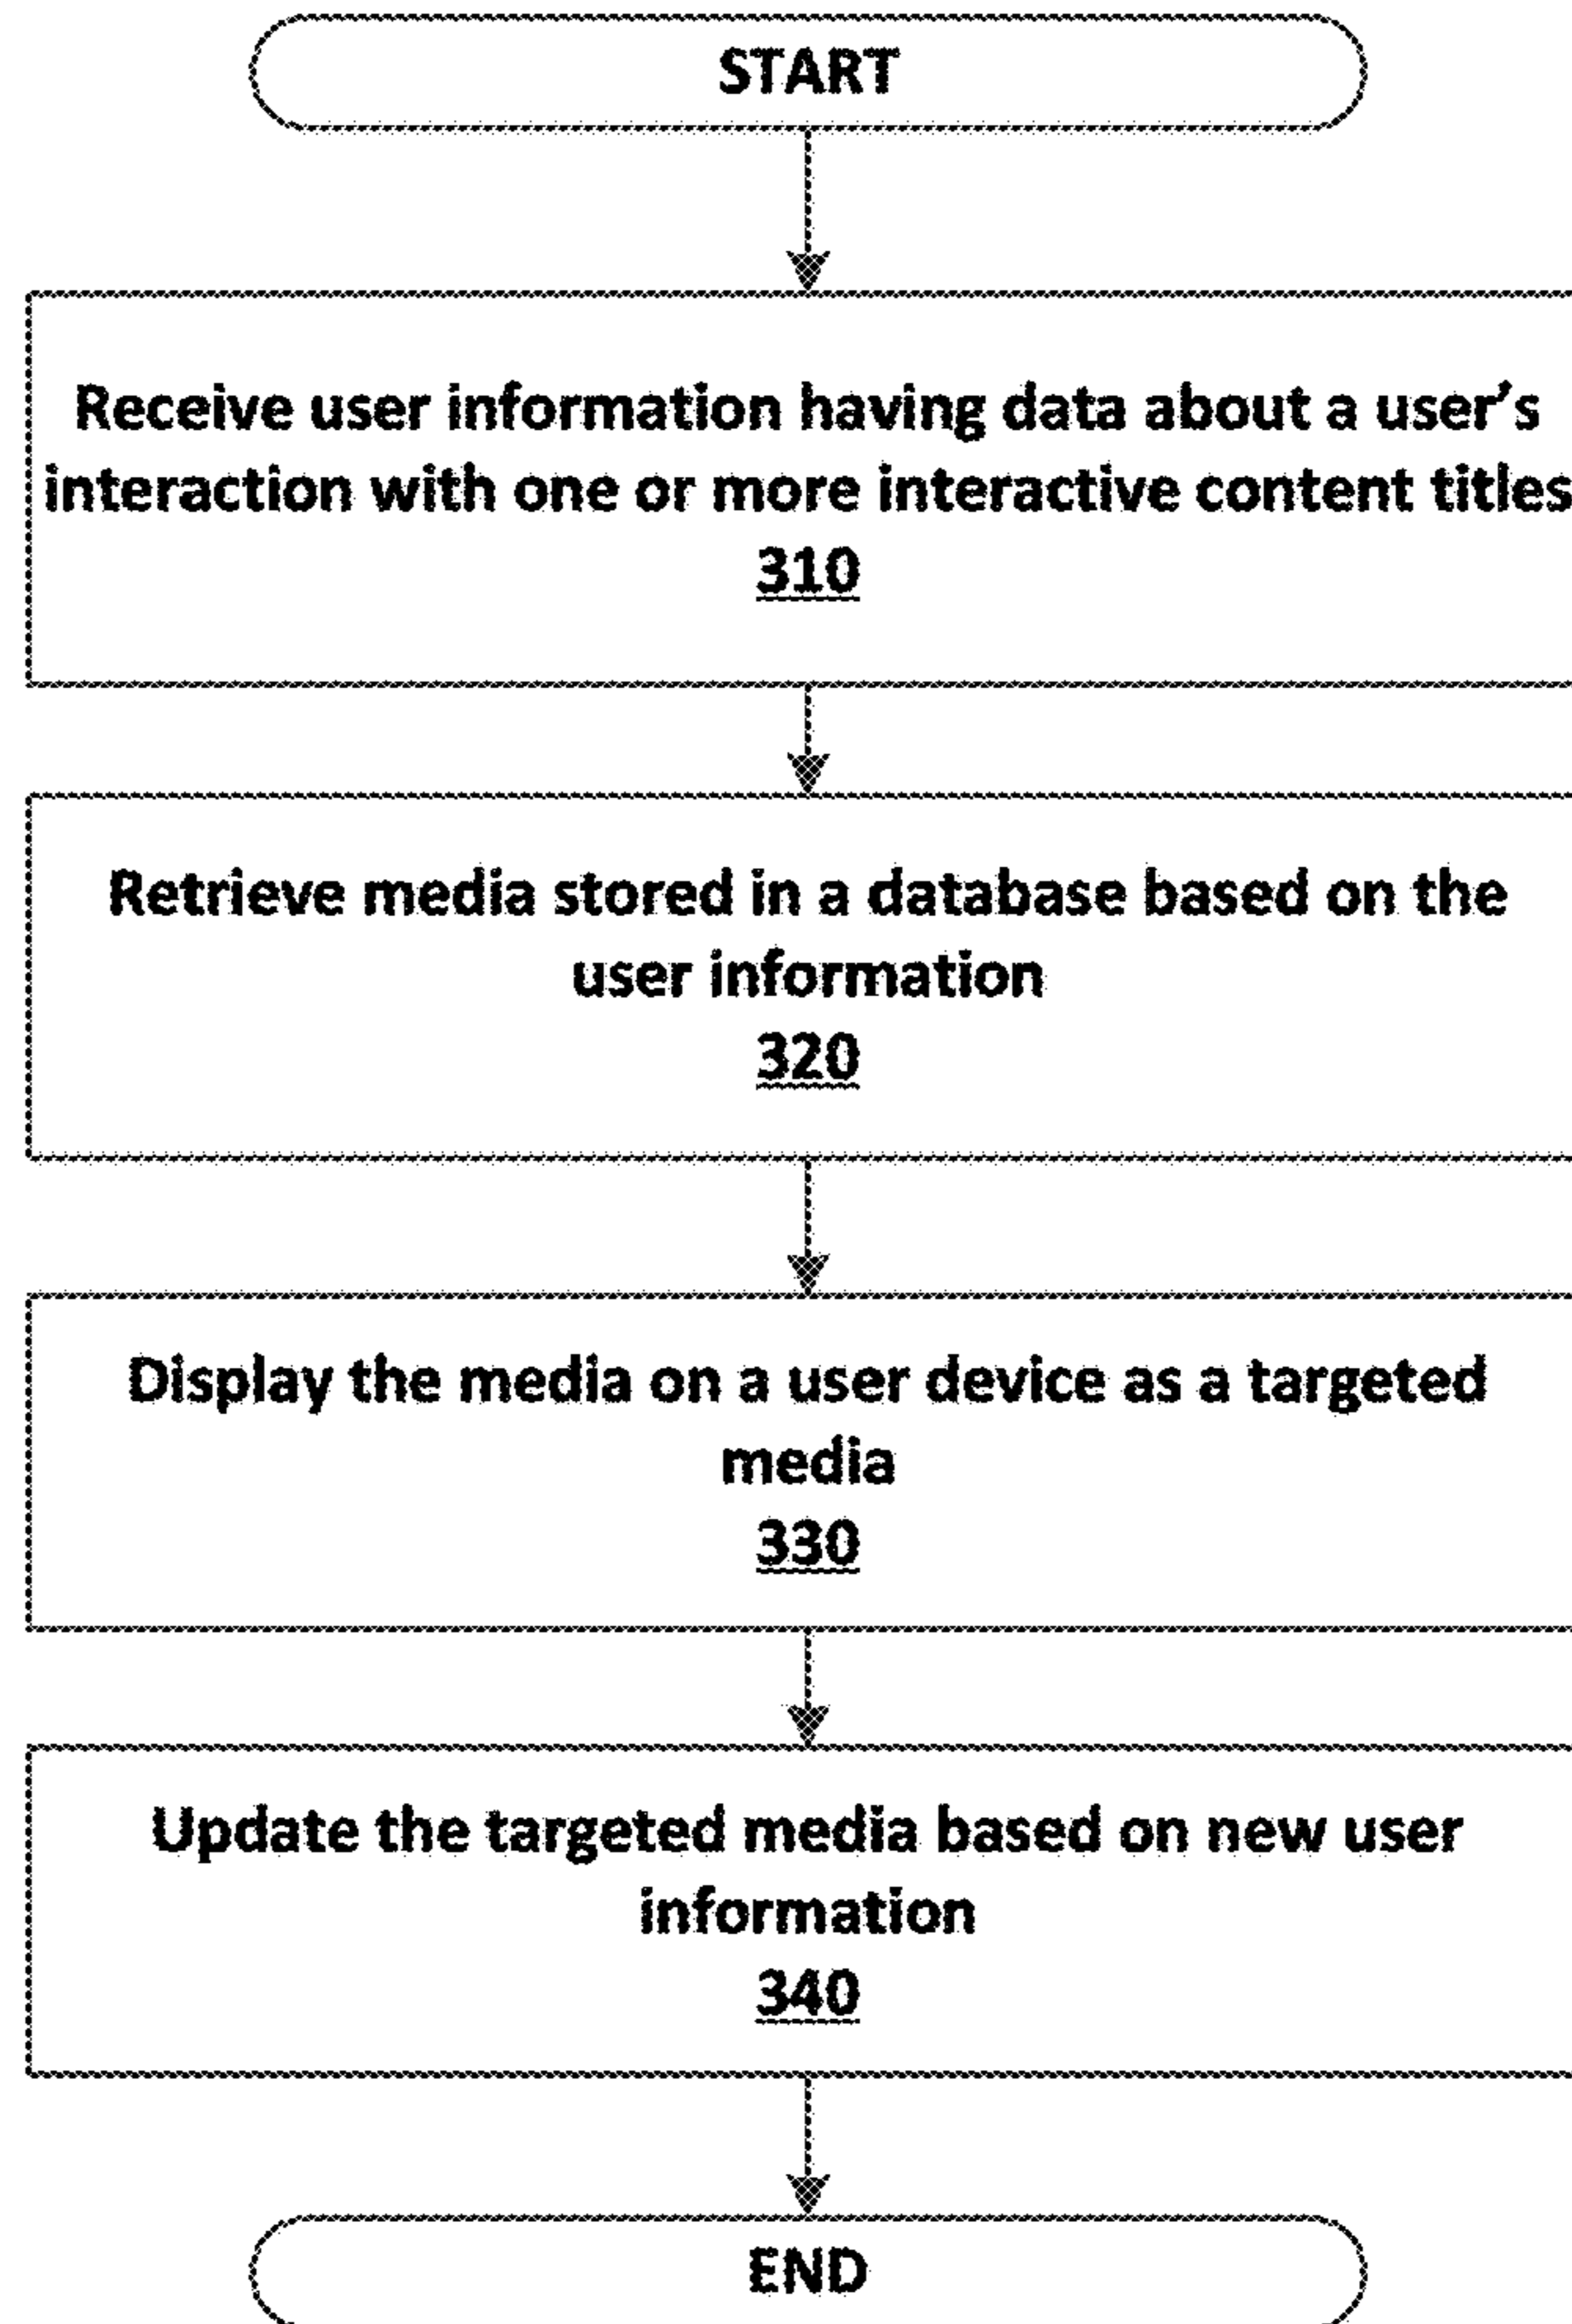 START
Receive user information having data about a user's
interaction with one or more interactive content titles
310
Retrieve media stored in a database based on the
user information
320
Display the media on a user device as a targeted
media
330
Update the targeted media based on new user
information
340
END